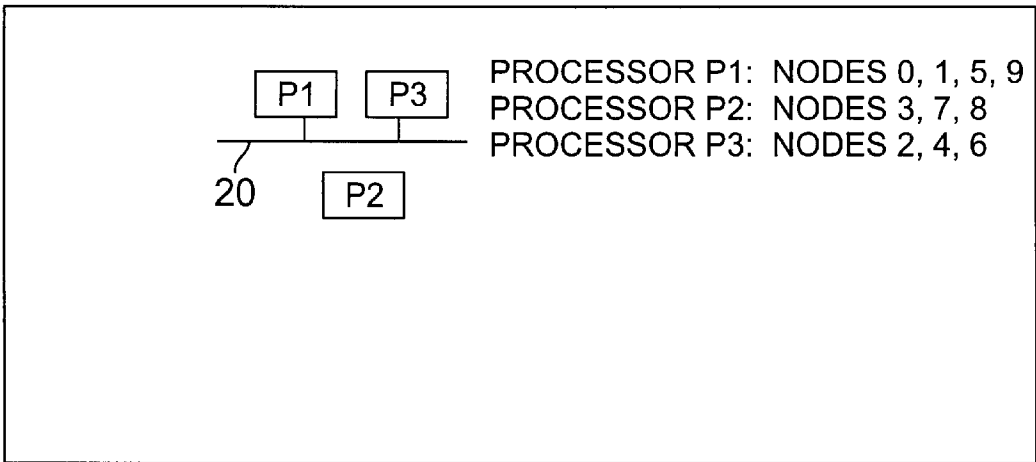 P1
P3
PROCESSOR P1: NODES 0, 1, 5, 9
PROCESSOR P2: NODES 3, 7, 8
PROCESSOR P3: NODES 2, 4, 6
20
P2